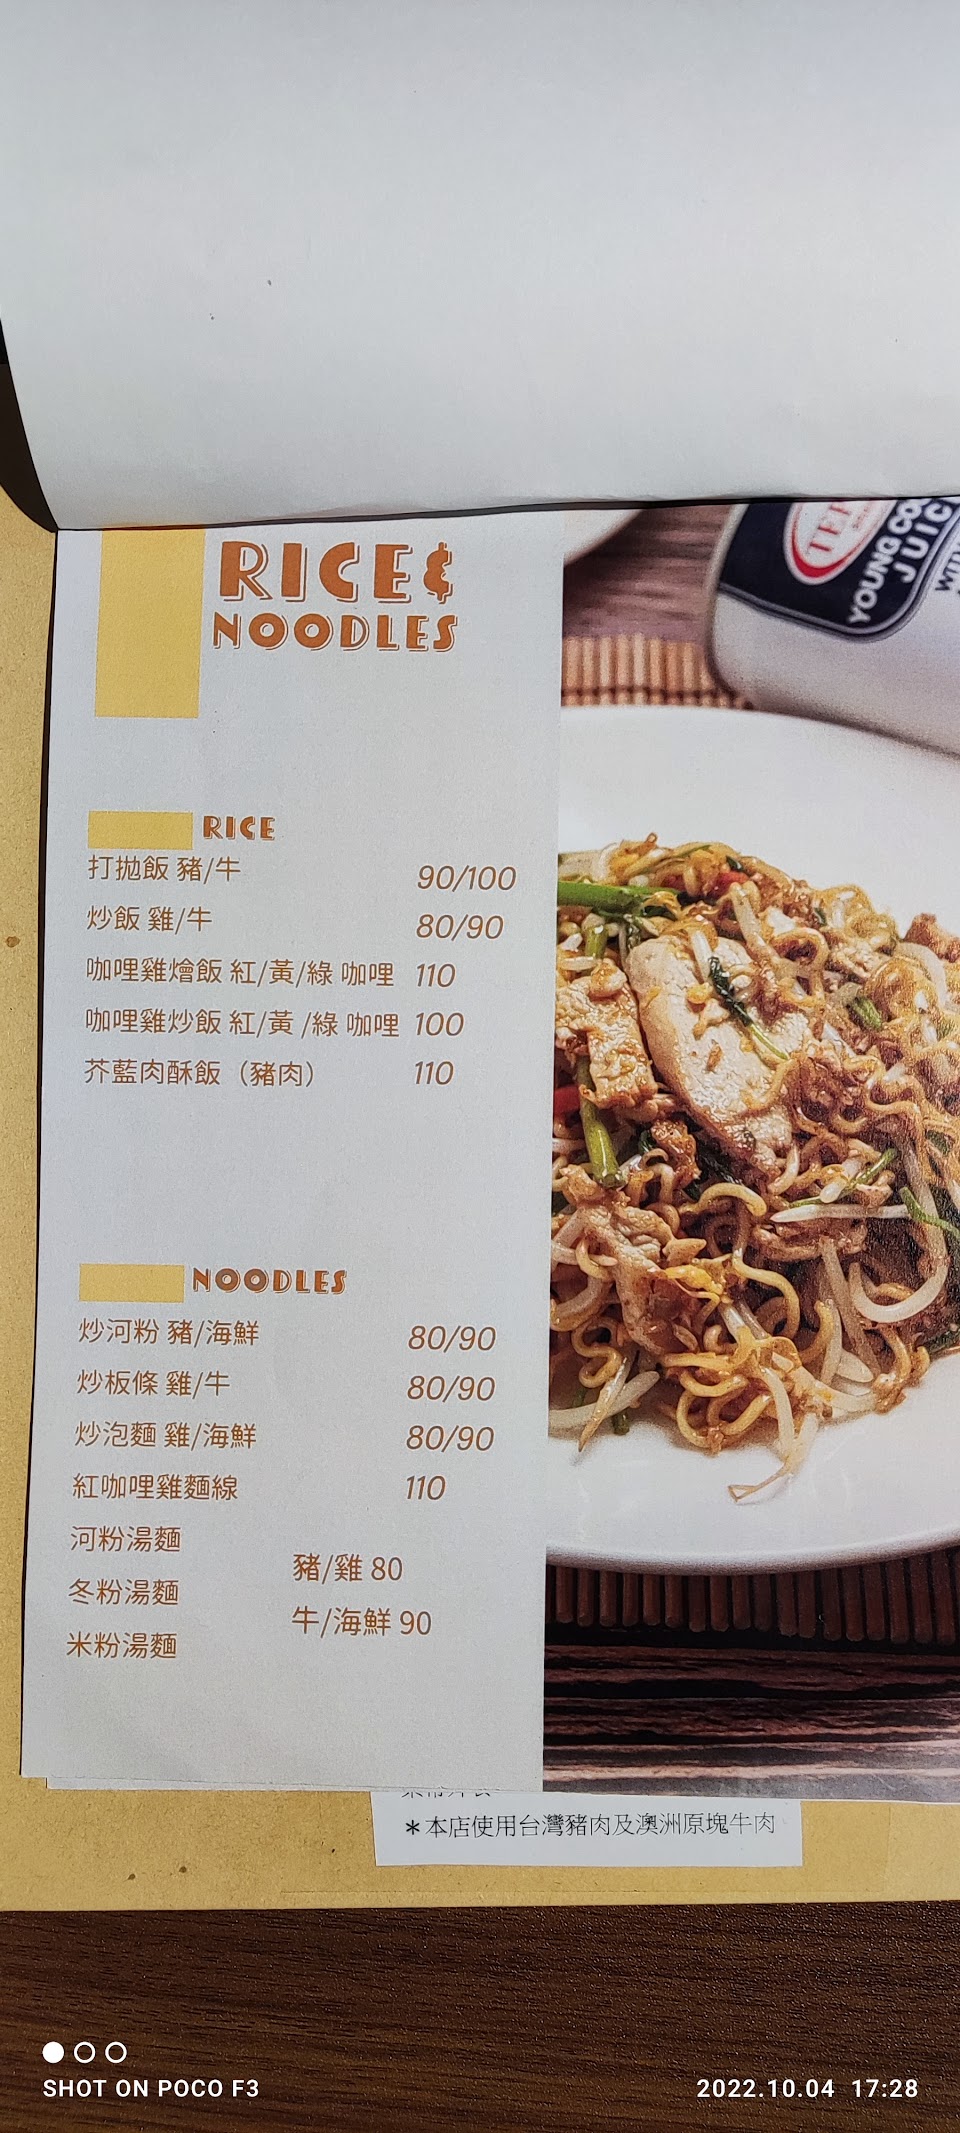 RICE&
NOODLES
YOUNG
JUIC
RICE
打拋飯 豬/牛 90/100
炒飯 雞/牛 80/90
咖哩雞燴飯 紅/黃/綠 咖哩 110
咖哩雞炒飯 紅/黃 /綠 咖哩 100
芥藍肉酥飯（豬肉） 110
NOODLES
炒河粉 豬/海鮮 80/90
炒板條 雞/牛 80/90
炒泡麵 雞/海鮮 80/90
紅咖哩雞麵線 110
河粉湯麵
豬/雞 80
冬粉湯麵
牛/海鮮 90
米粉湯麵
＊本店使用台灣豬肉及澳洲原塊牛肉
SHOT ON POCO F3
2022.10.04 17:28